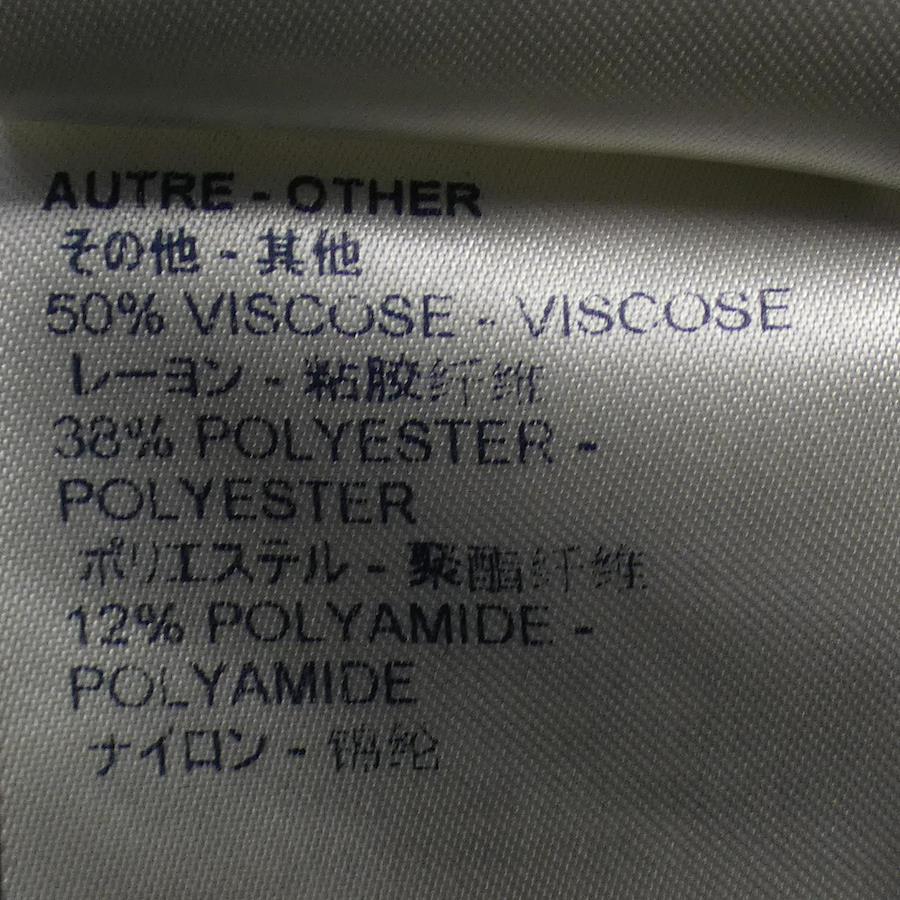 AUTRE - OTHER
その他 - 其他
50% VISCOSE - VISCOSE
レーヨン - 粘胶纤维
38% POLYESTER -
POLYESTER
ポリエステル - 聚酯纤维
12% POLYAMIDE -
POLYAMIDE
ナイロン - 锦纶